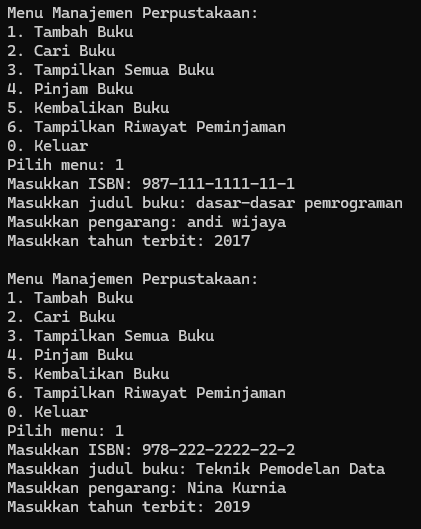 Menu Manajemen Perpustakaan:
1. Tambah Buku
2. Cari Buku
3. Tampilkan Semua Buku
4. Pinjam Buku
5. Kembalikan Buku
6. Tampilkan Riwayat Peminjaman
0. Keluar
Pilih menu: 1
Masukkan ISBN: 987-111-1111-11-1
Masukkan judul buku: dasar-dasar pemrograman
Masukkan pengarang: andi wijaya
Masukkan tahun terbit: 2017
Menu Manajemen Perpustakaan:
1. Tambah Buku
2. Cari Buku
3. Tampilkan Semua Buku
4. Pinjam Buku
5. Kembalikan Buku
6. Tampilkan Riwayat Peminjaman
0. Keluar
Pilih menu: 1
Masukkan ISBN: 978-222-2222-22-2
Masukkan judul buku: Teknik Pemodelan Data
Masukkan pengarang: Nina Kurnia
Masukkan tahun terbit: 2019